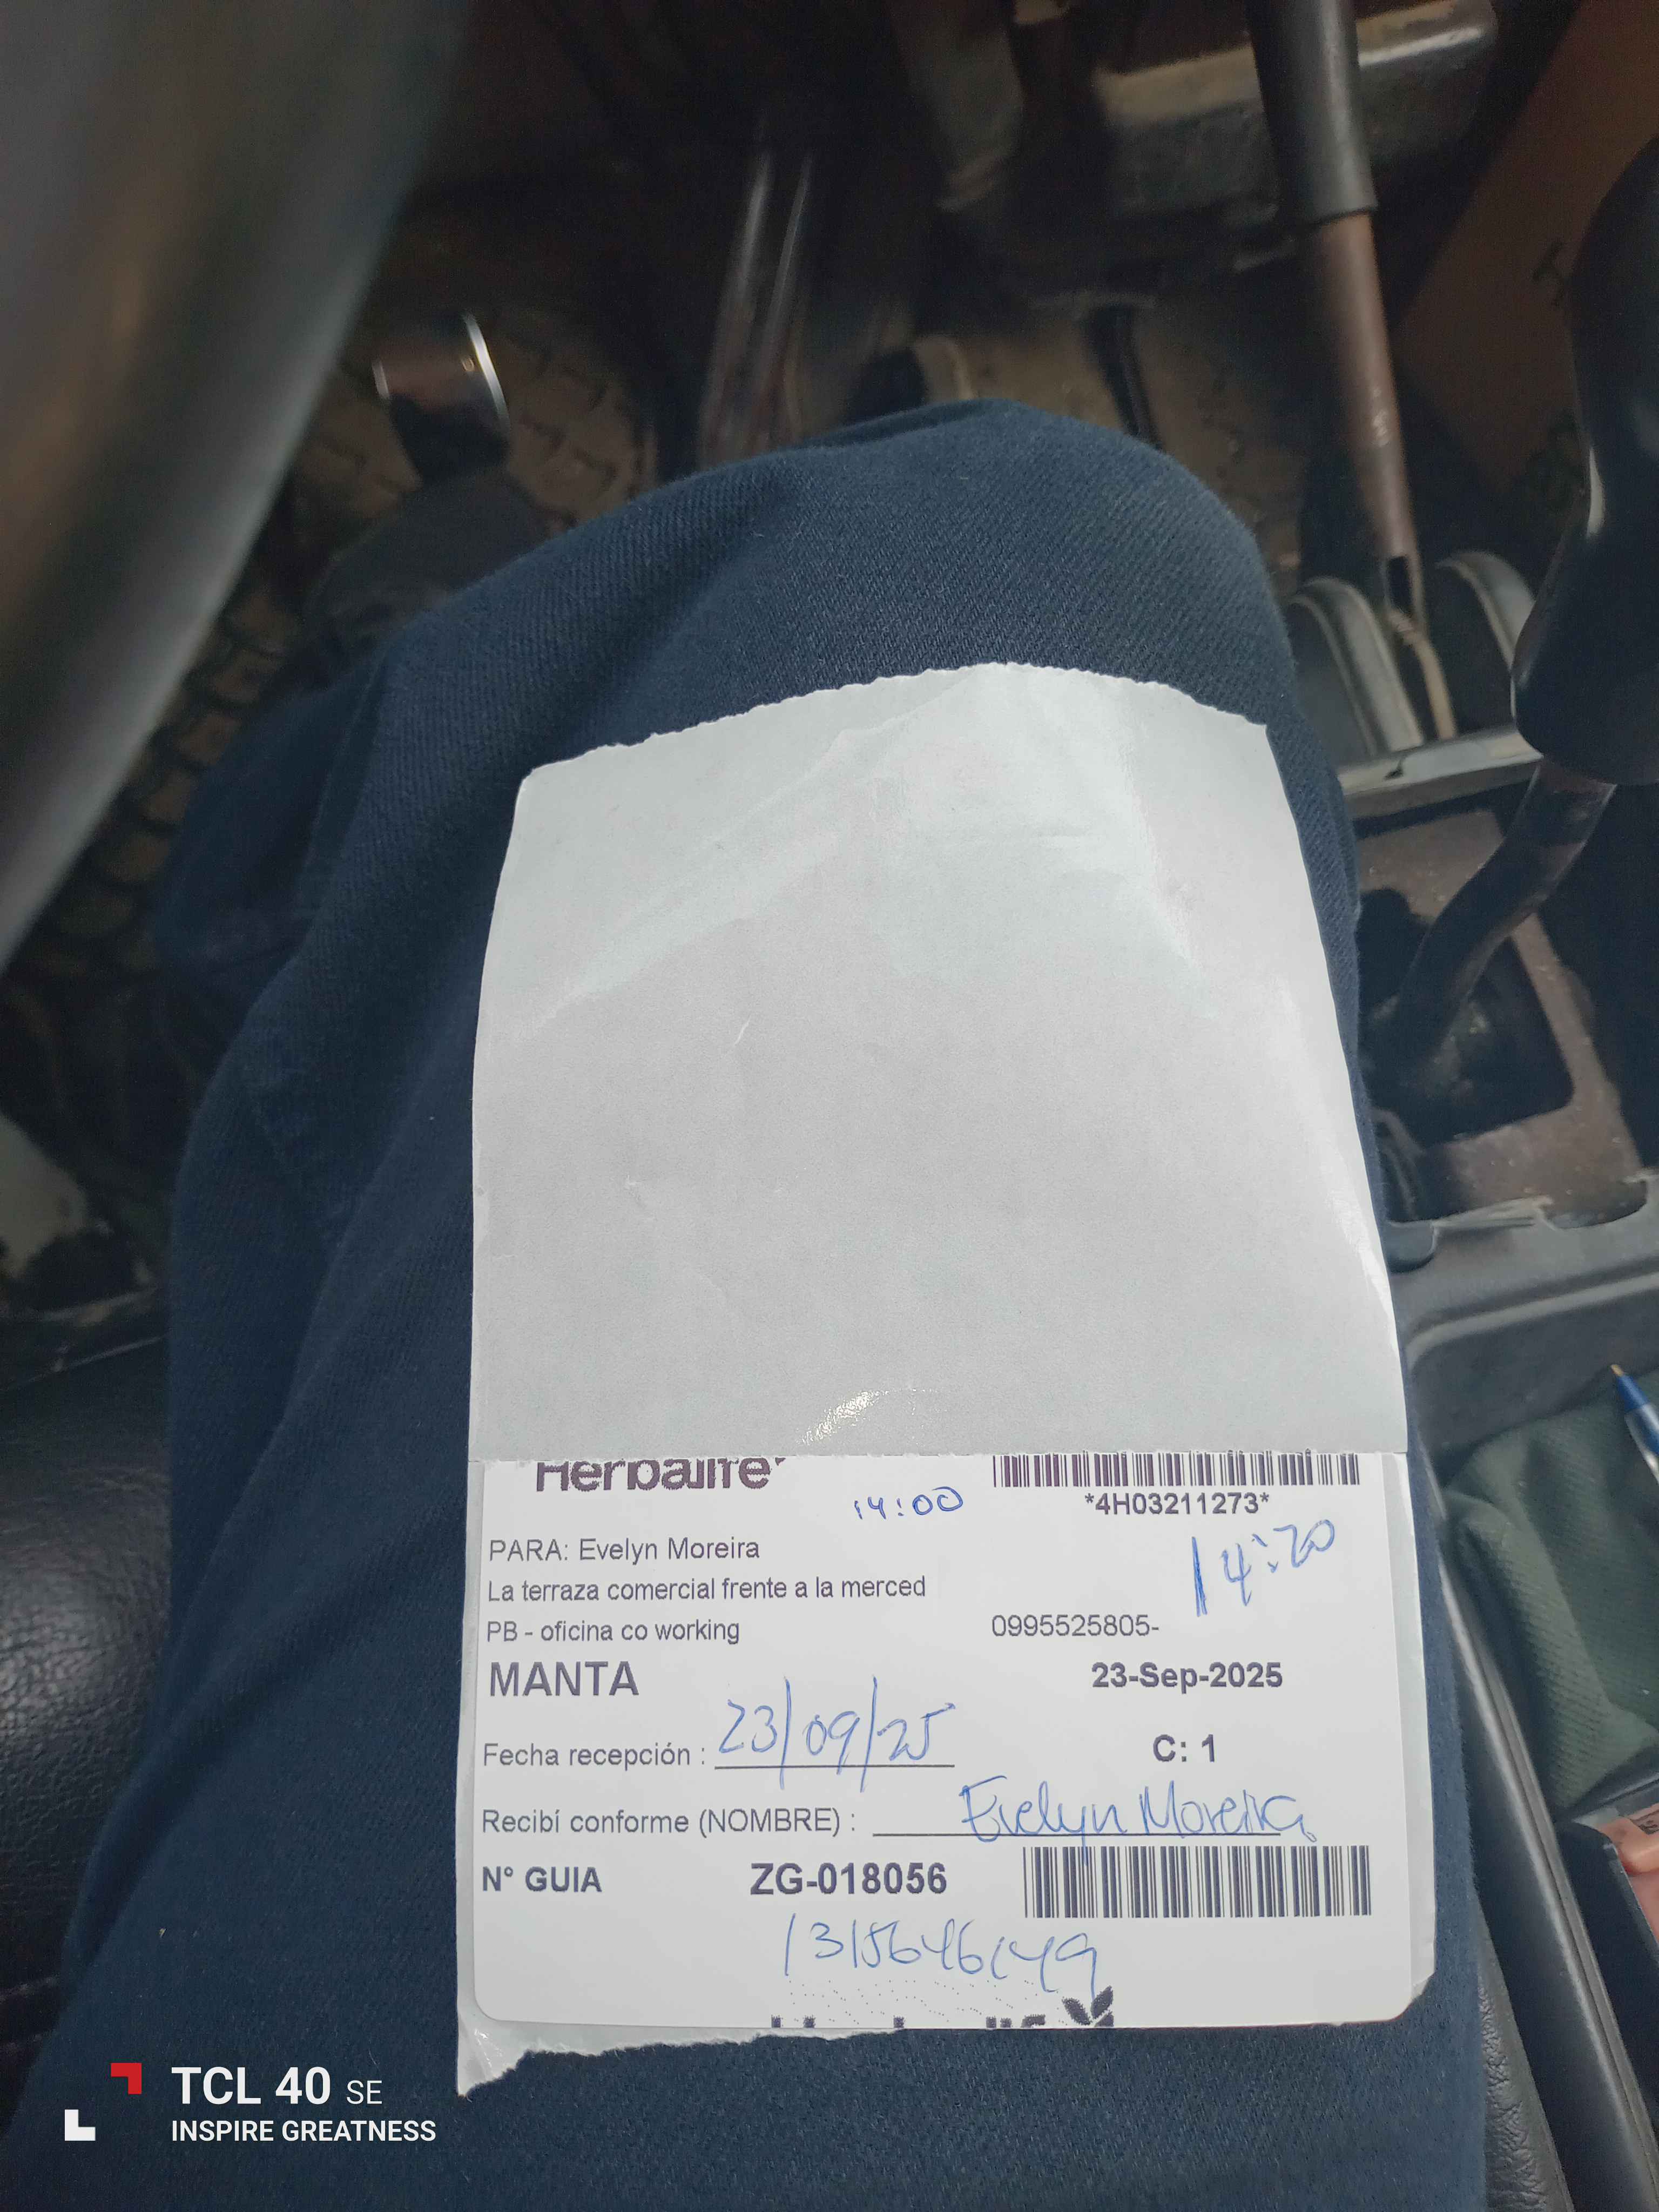 Herbalife
14:00
*4H03211273*
PARA: Evelyn Moreira
14:20
La terraza comercial frente a la merced
PB - oficina co working 0995525805-
MANTA 23-Sep-2025
Fecha recepción : 23/09/25 C: 1
Recibí conforme (NOMBRE) : Evelyn Moreira
N° GUIA ZG-018056
TCL 40 SE
INSPIRE GREATNESS